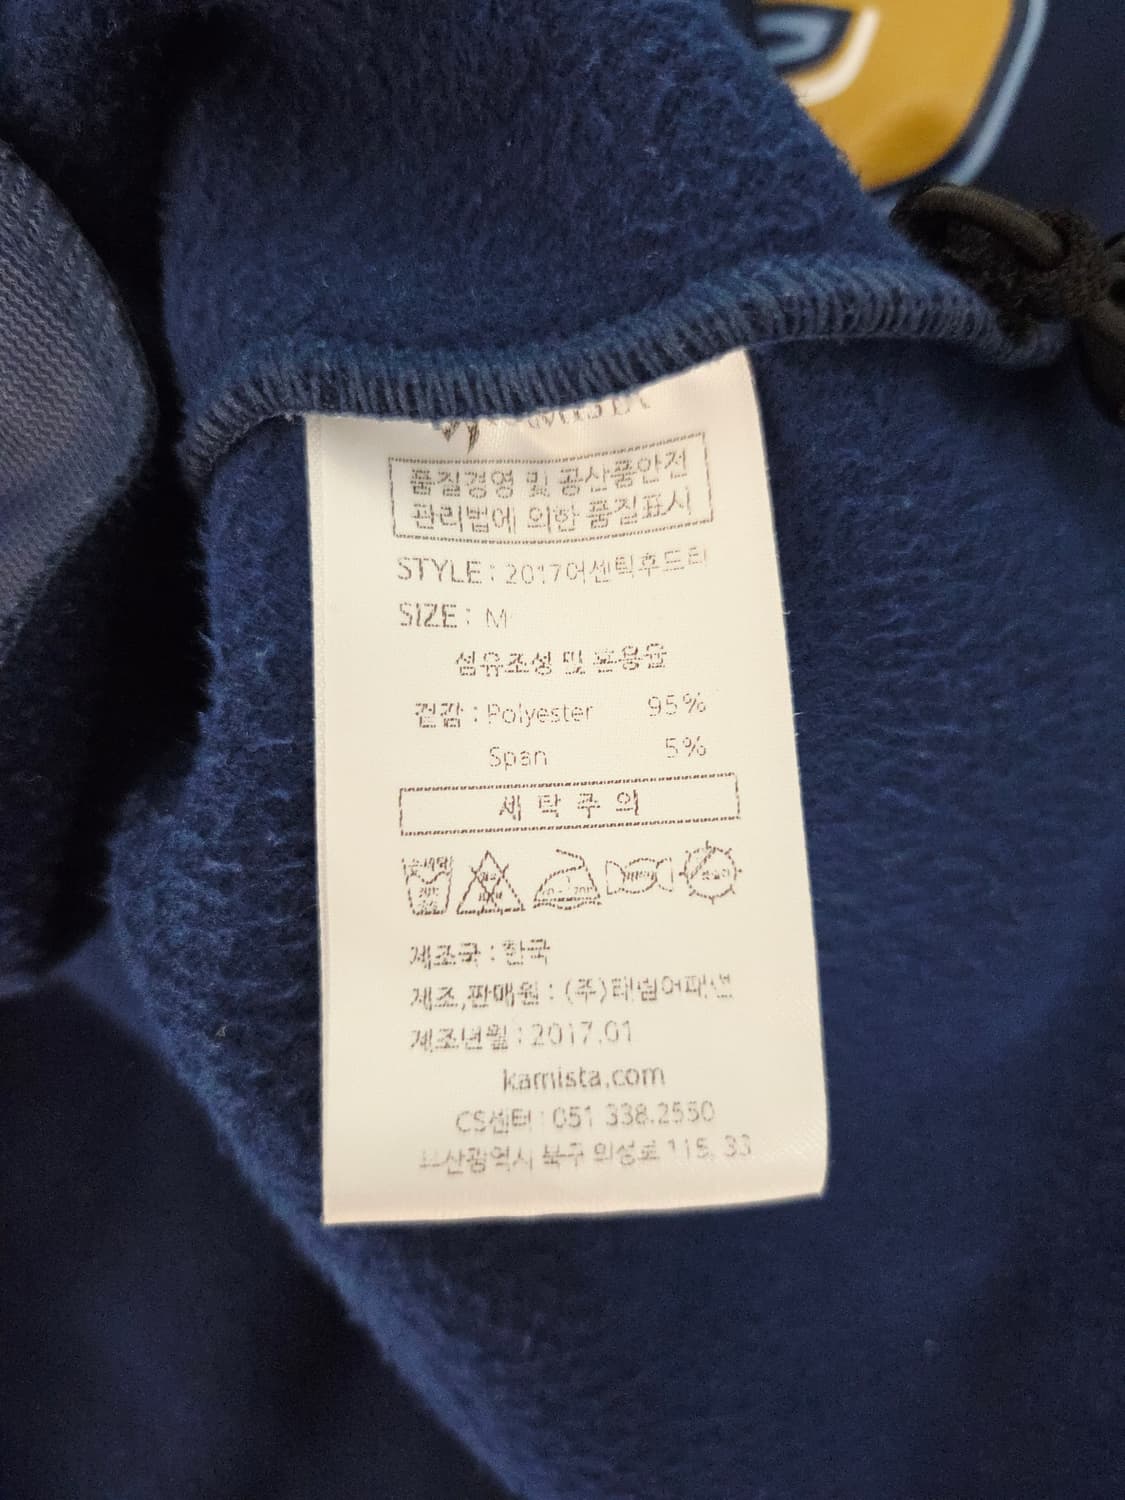 품질경영 및 공산품안전
관리법에 의한 품질표시
STYLE : 2017어센틱후드티
SIZE : M
섬유조성 및 혼용율
겉감 : Polyester 95%
Span 5%
세 탁 주 의
제조국 : 한국
제조,판매원 : (주)태림어패션
제조년월 : 2017.01
kamista.com
CS센터 : 051 338.2550
부산광역시 북구 의성로 115, 33